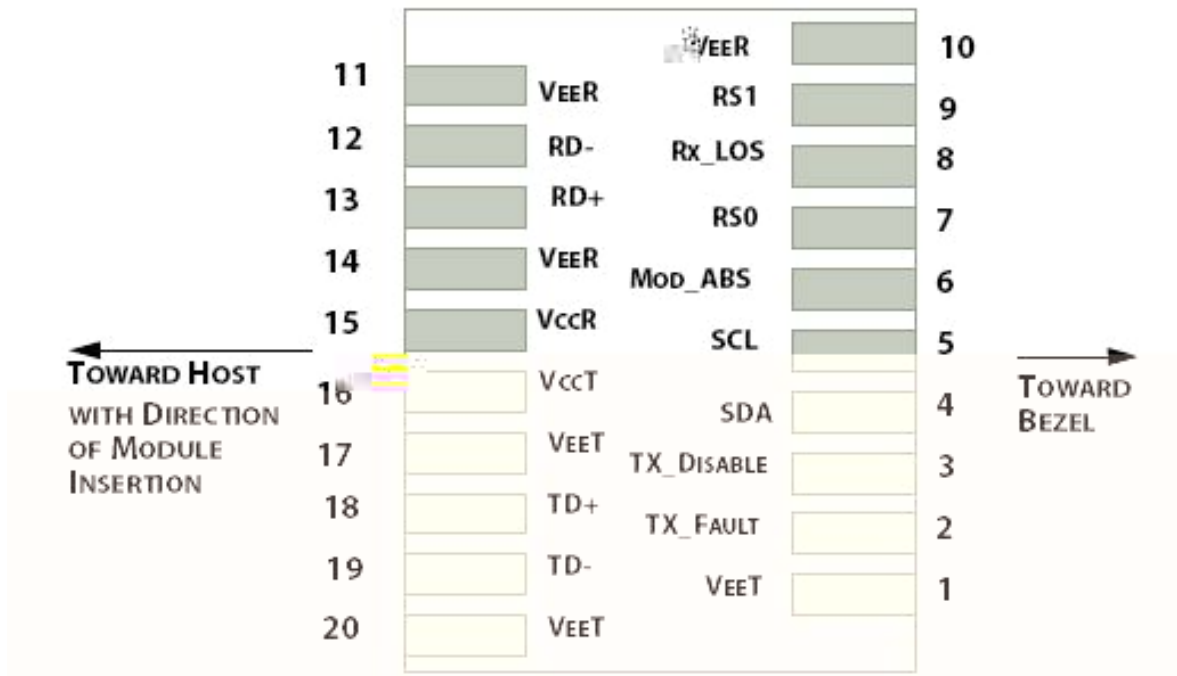 VEER 10
11 VEER
RS1 9
12 RD-
Rx_LOS 8
13 RD+
RS0 7
14 VEER
MOD_ABS 6
15 VCCR
SCL 5
TOWARD HOST
WITH DIRECTION
OF MODULE
INSERTION
TOWARD
BEZEL
16 VCCT
SDA 4
17 VEET
TX_DISABLE 3
18 TD+
TX_FAULT 2
19 TD-
VEET 1
20 VEET